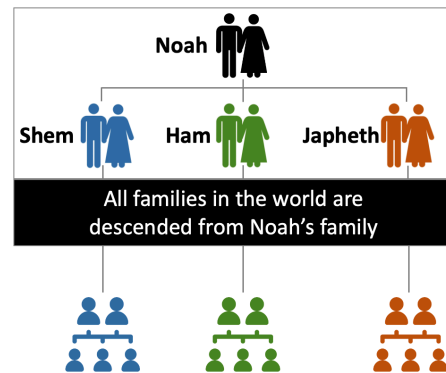 Noah
Shem
Ham
Japheth
All families in the world are
descended from Noah’s family